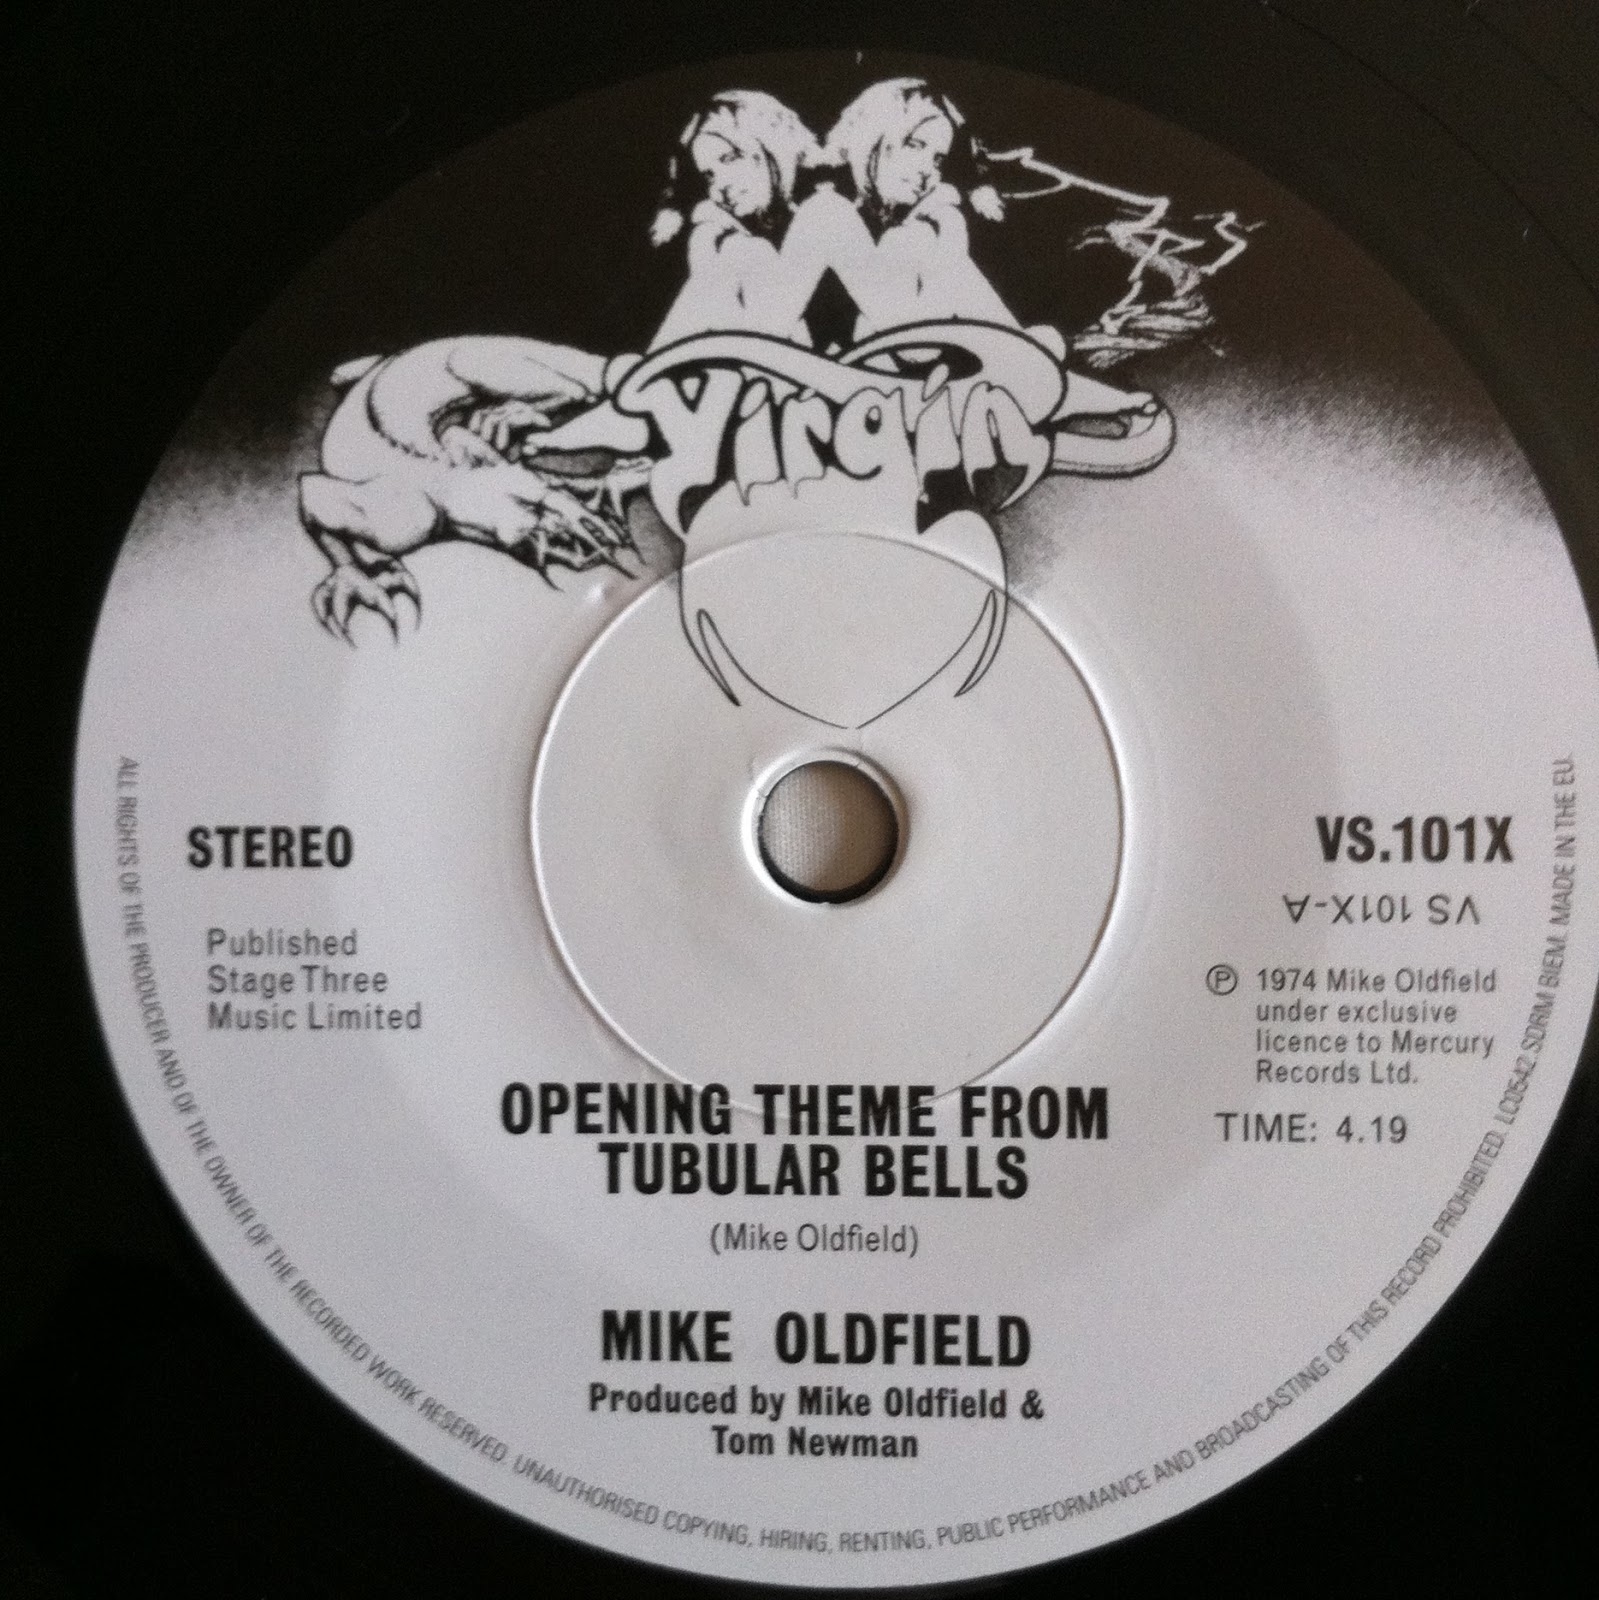 Virgin
STEREO
Published
Stage Three
Music Limited
VS.101X
VS 101X-A
Ⓟ 1974 Mike Oldfield
under exclusive
licence to Mercury
Records Ltd.
TIME: 4.19
OPENING THEME FROM
TUBULAR BELLS
(Mike Oldfield)
MIKE OLDFIELD
Produced by Mike Oldfield &
Tom Newman
ALL RIGHTS OF THE PRODUCER AND OF THE OWNER OF THE RECORDED WORK RESERVED. UNAUTHORISED COPYING, HIRING, RENTING, PUBLIC PERFORMANCE AND BROADCASTING OF THIS RECORD PROHIBITED. LC0542 SDRM BIEM. MADE IN THE EU.